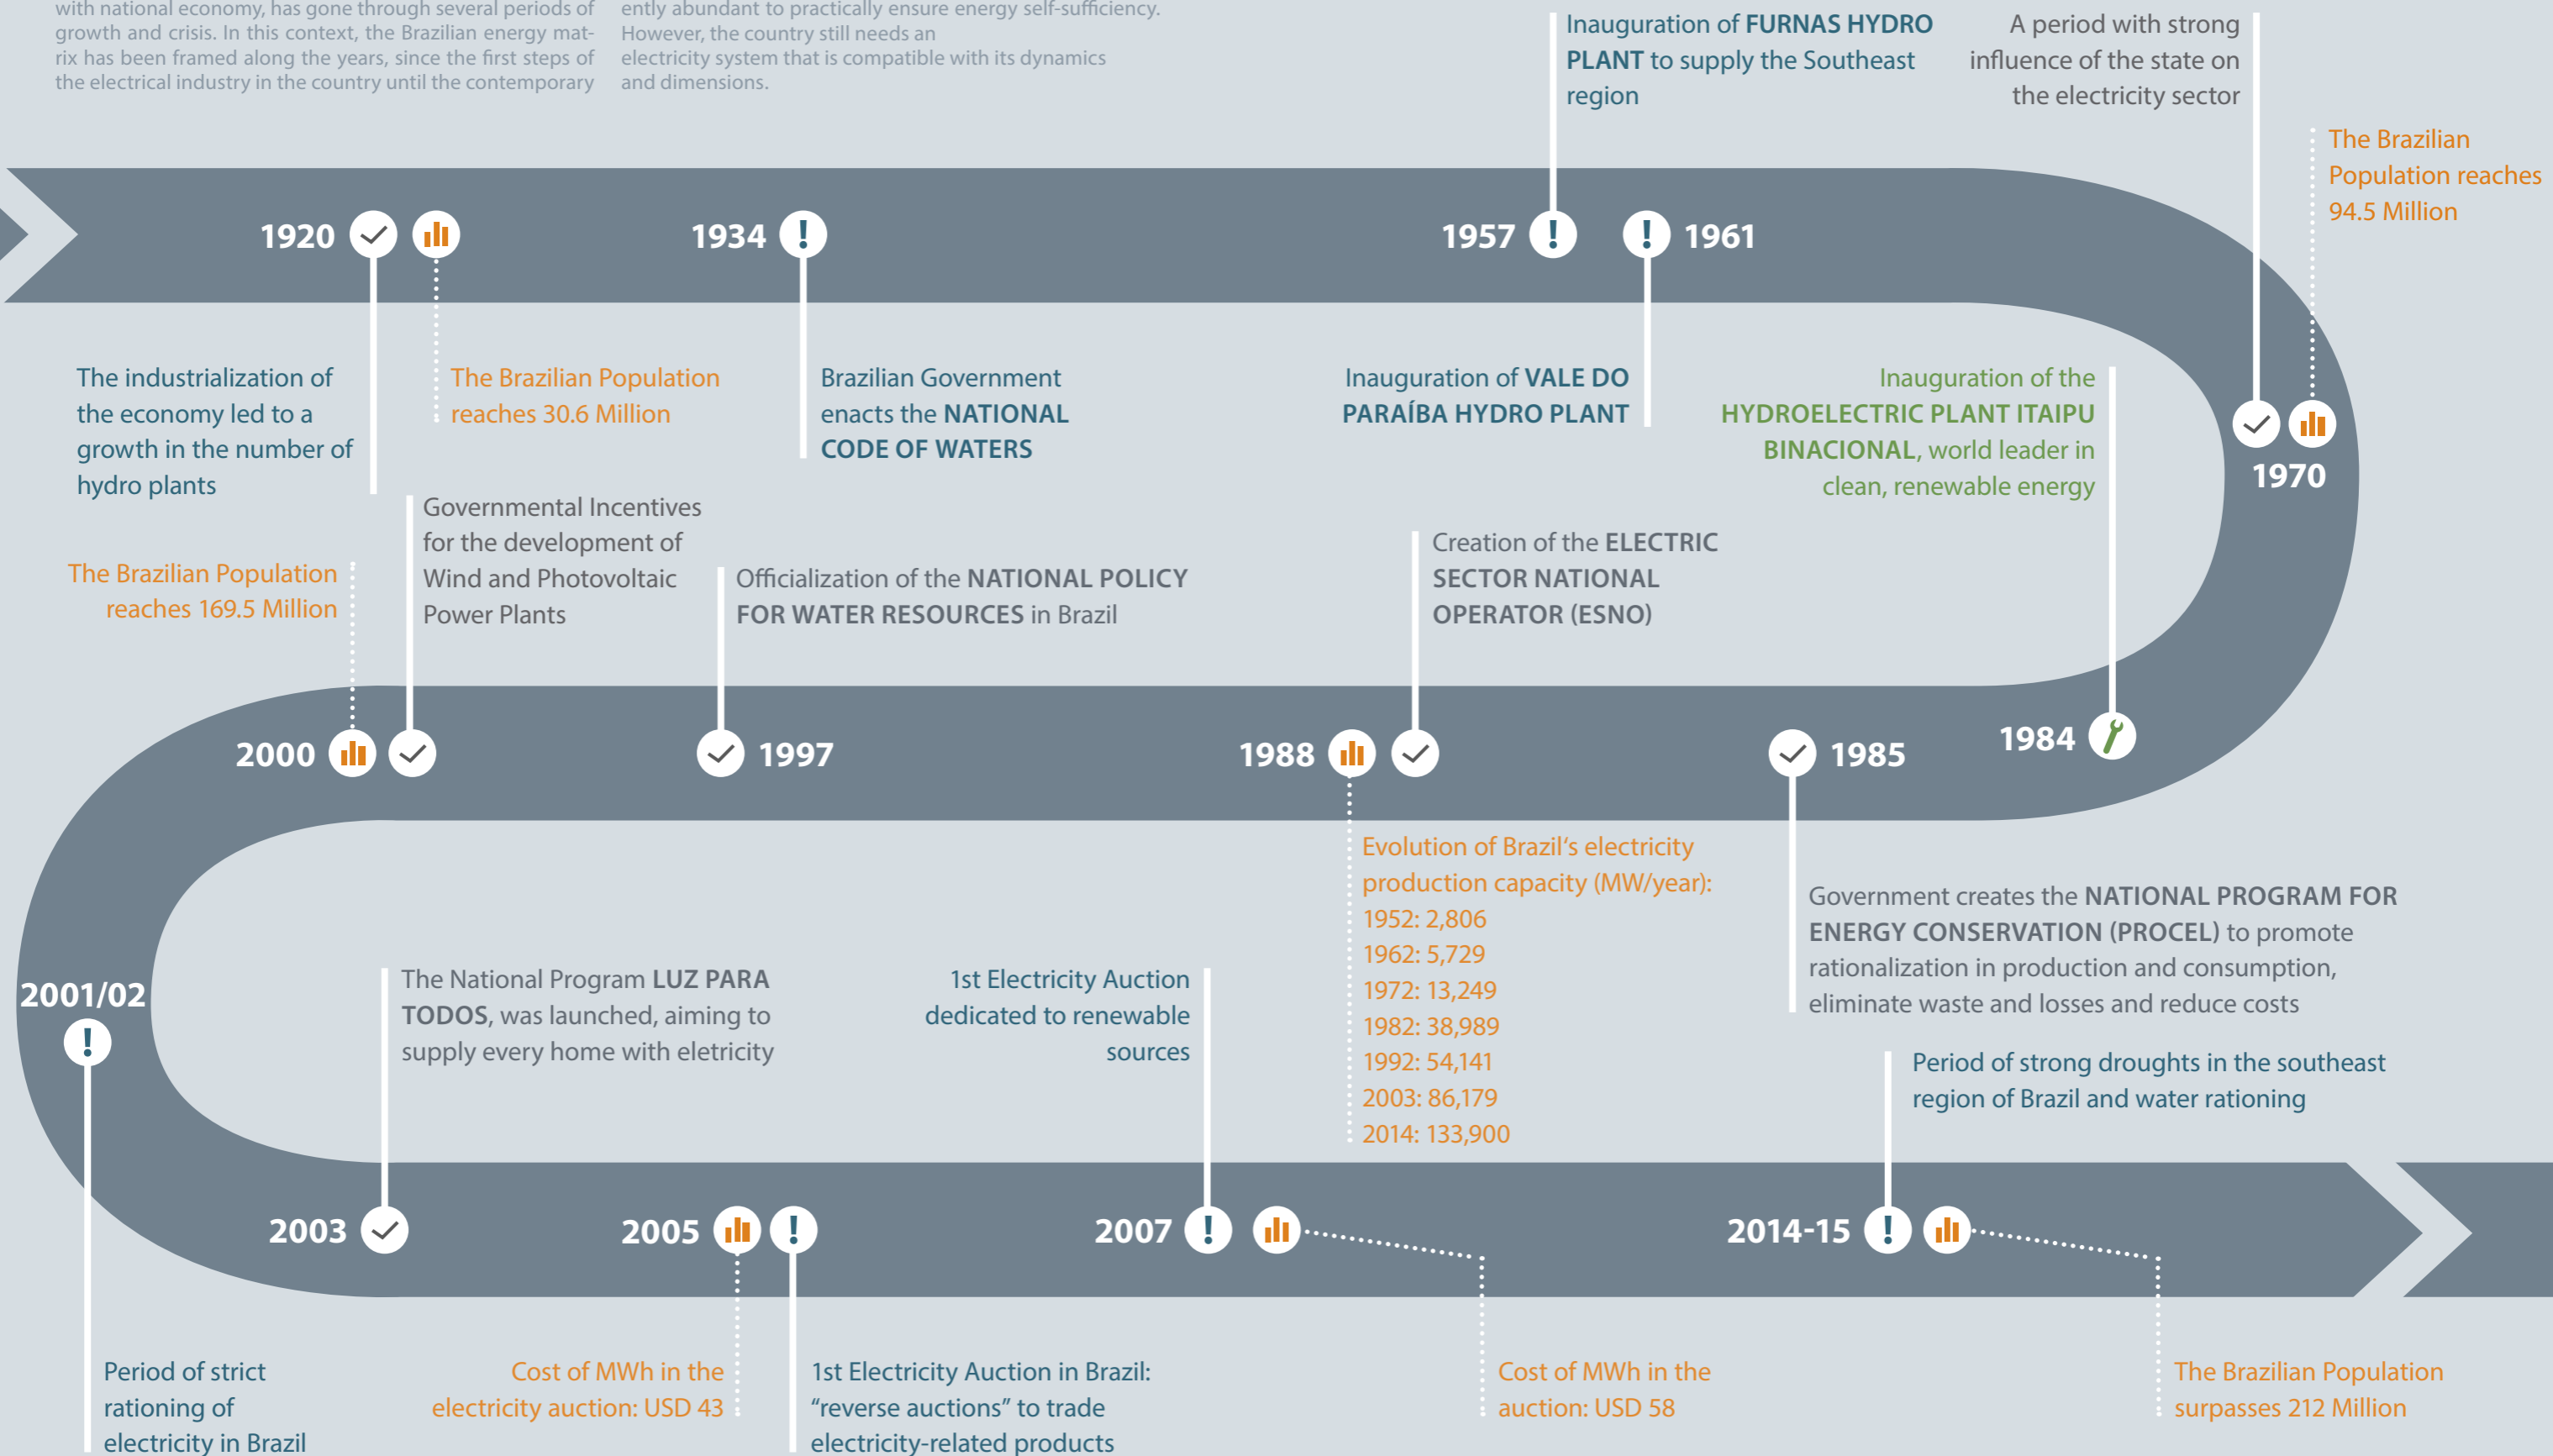 with national economy, has gone through several periods of
growth and crisis. In this context, the Brazilian energy mat-
rix has been framed along the years, since the first steps of
the electrical industry in the country until the contemporary
ently abundant to practically ensure energy self-sufficiency.
However, the country still needs an
electricity system that is compatible with its dynamics
and dimensions.
Inauguration of FURNAS HYDRO
PLANT to supply the Southeast
region
A period with strong
influence of the state on
the electricity sector
The Brazilian
Population reaches
94.5 Million
1920
1934
1957
1961
The industrialization of
the economy led to a
growth in the number of
hydro plants
The Brazilian Population
reaches 30.6 Million
Brazilian Government
enacts the NATIONAL
CODE OF WATERS
Inauguration of VALE DO
PARAÍBA HYDRO PLANT
Inauguration of the
HYDROELECTRIC PLANT ITAIPU
BINACIONAL, world leader in
clean, renewable energy
1970
The Brazilian Population
reaches 169.5 Million
Governmental Incentives
for the development of
Wind and Photovoltaic
Power Plants
Officialization of the NATIONAL POLICY
FOR WATER RESOURCES in Brazil
Creation of the ELECTRIC
SECTOR NATIONAL
OPERATOR (ESNO)
2000
1997
1988
1985
1984
Evolution of Brazil‘s electricity
production capacity (MW/year):
1952: 2,806
1962: 5,729
1972: 13,249
1982: 38,989
1992: 54,141
2003: 86,179
2014: 133,900
Government creates the NATIONAL PROGRAM FOR
ENERGY CONSERVATION (PROCEL) to promote
rationalization in production and consumption,
eliminate waste and losses and reduce costs
2001/02
The National Program LUZ PARA
TODOS, was launched, aiming to
supply every home with eletricity
1st Electricity Auction
dedicated to renewable
sources
Period of strong droughts in the southeast
region of Brazil and water rationing
2003
2005
2007
2014-15
Period of strict
rationing of
electricity in Brazil
Cost of MWh in the
electricity auction: USD 43
1st Electricity Auction in Brazil:
“reverse auctions” to trade
electricity-related products
Cost of MWh in the
auction: USD 58
The Brazilian Population
surpasses 212 Million